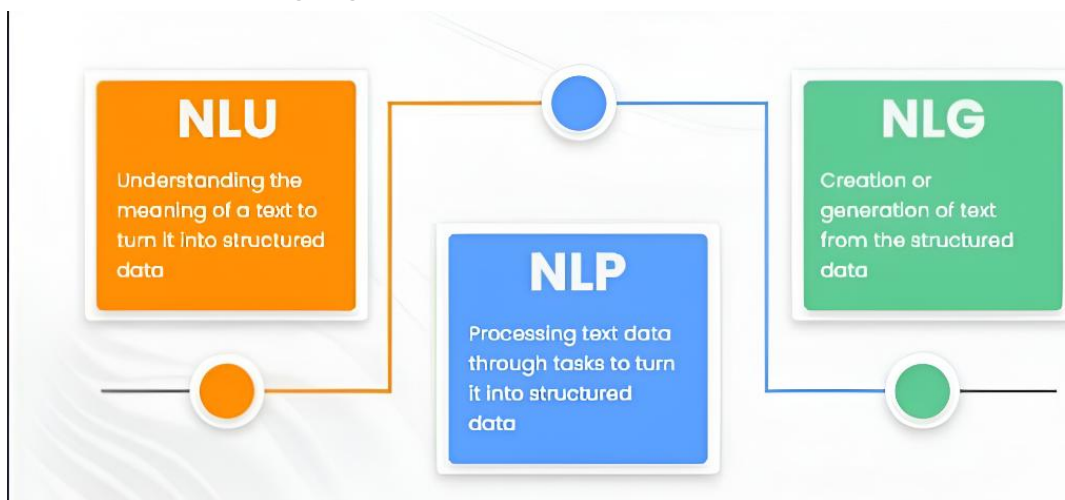 NLU
Understanding the
meaning of a text to
turn it into structured
data
NLP
Processing text data
through tasks to turn
it into structured
data
NLG
Creation or
generation of text
from the structured
data